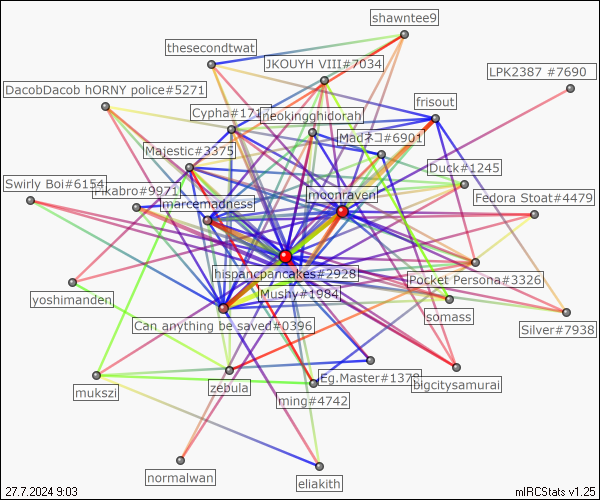 shawntee9
thesecondtwat
JKOUYH VIII#7034
LPK2387 #7690
DacobDacob hORNY police#5271
frisout
Cypha#171
neokingghidorah
Madネコ#6901
Majestic#3375
Duck#1245
Swirly Boi#6154
rkabro#9971
moonraven
Fedora Stoat#4479
marcemadness
hispancpancakes#2928
Pocket Persona#3326
Mushy#1984
yoshimanden
somass
Can anything be saved#0396
Silver#7938
Eg.Master#1378
zebula
bigcitysamurai
mukszi
ming#4742
normalwan
eliakith
27.7.2024 9:03
mIRCStats v1.25